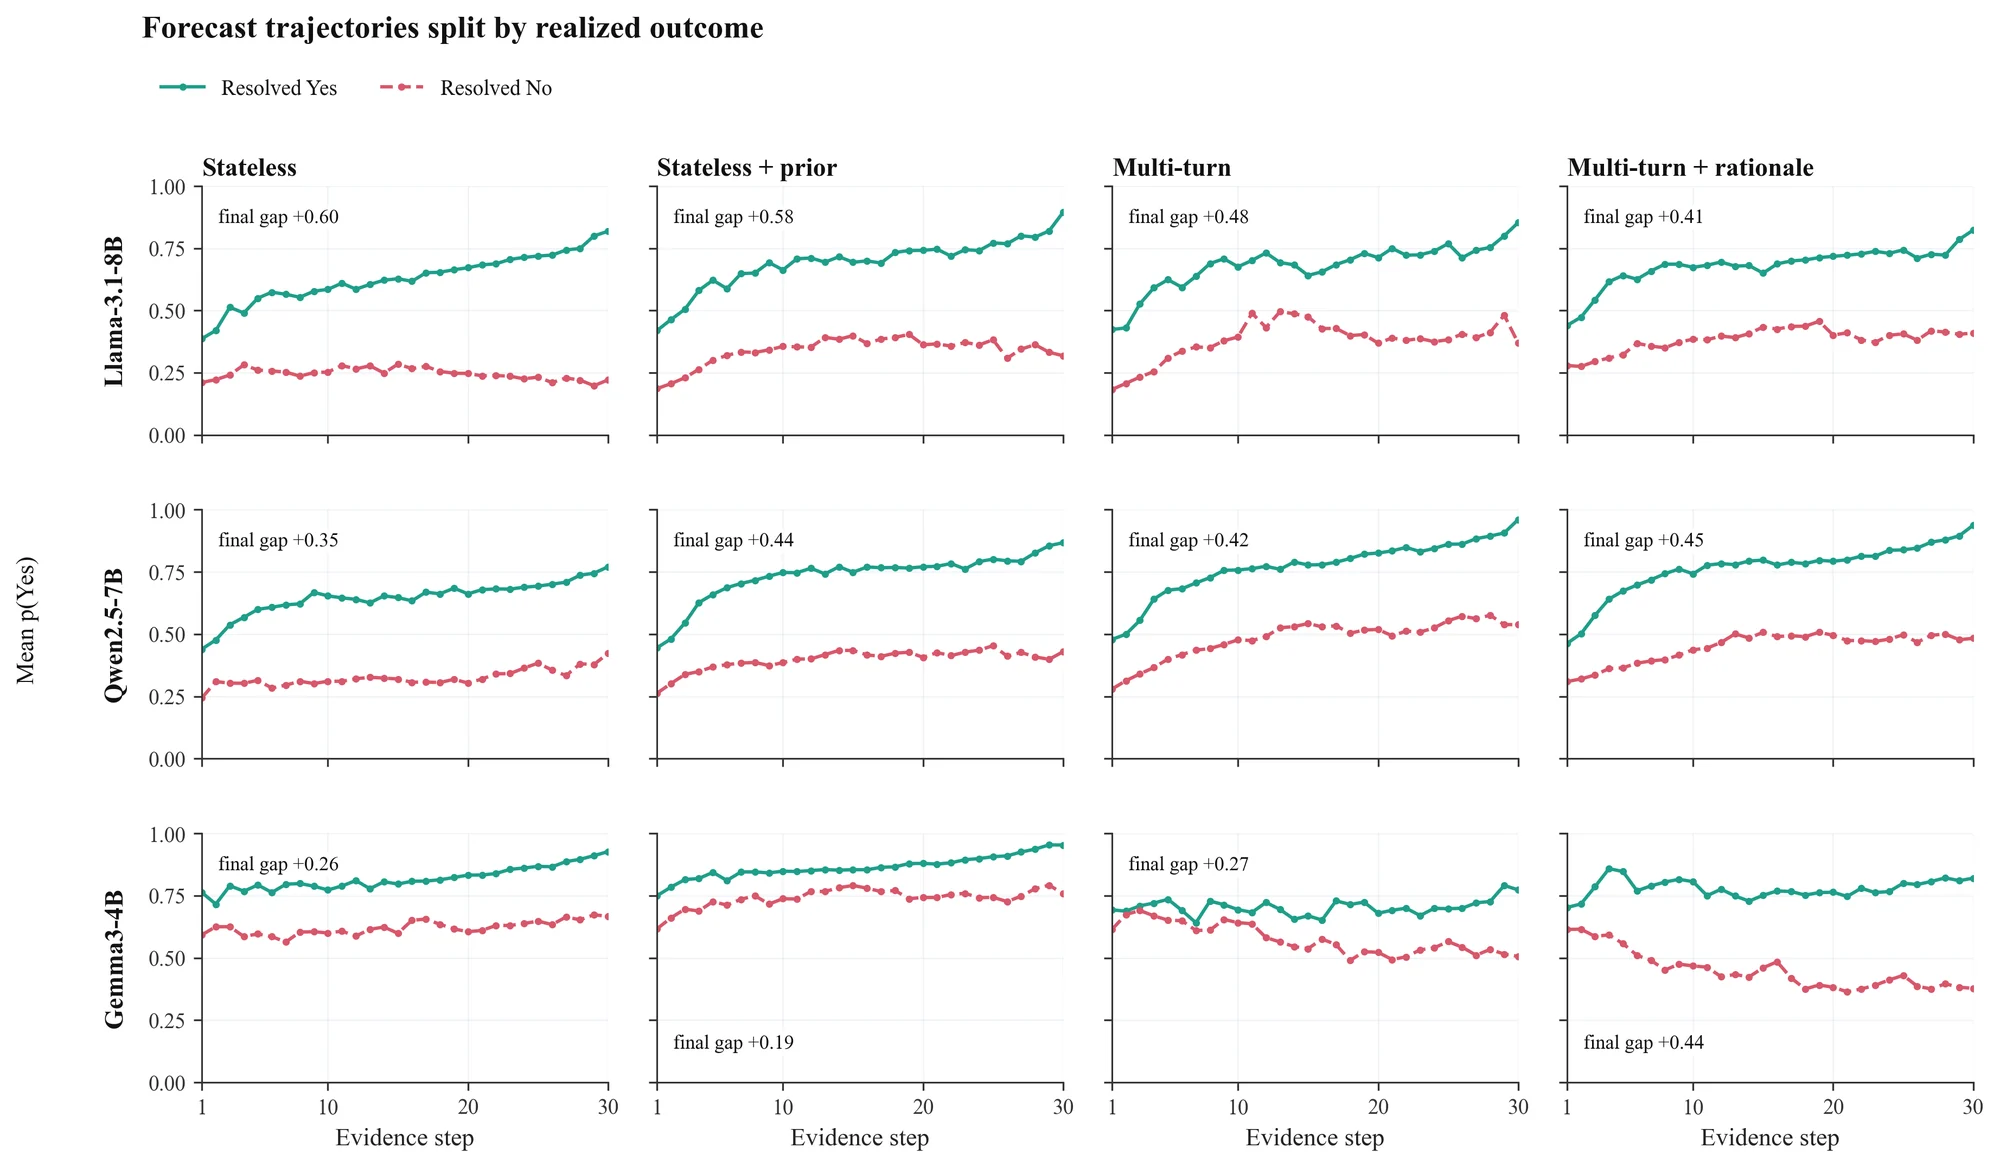 Forecast trajectories split by realized outcome
Resolved Yes
Resolved No
Stateless
Stateless + prior
Multi-turn
Multi-turn + rationale
Mean p(Yes)
Llama-3.1-8B
1.00
0.75
0.50
0.25
0.00
final gap +0.60
final gap +0.58
final gap +0.48
final gap +0.41
Qwen2.5-7B
1.00
0.75
0.50
0.25
0.00
final gap +0.35
final gap +0.44
final gap +0.42
final gap +0.45
Gemma3-4B
1.00
0.75
0.50
0.25
0.00
final gap +0.26
final gap +0.19
final gap +0.27
final gap +0.44
1 10 20 30
1 10 20 30
1 10 20 30
1 10 20 30
Evidence step
Evidence step
Evidence step
Evidence step